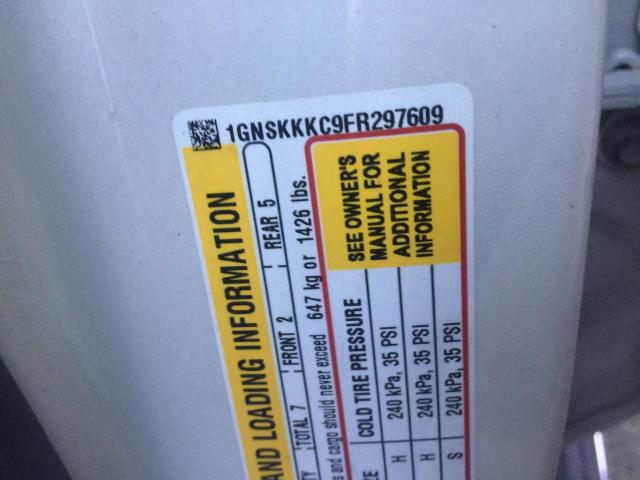 1GNSKKKC9FR297609
AND LOADING INFORMATION
TOTAL 7 FRONT 2 REAR 5
and cargo should never exceed 647 kg or 1426 lbs.
COLD TIRE PRESSURE
240 kPa, 35 PSI
240 kPa, 35 PSI
240 kPa, 35 PSI
H
H
S
SEE OWNER'S
MANUAL FOR
ADDITIONAL
INFORMATION